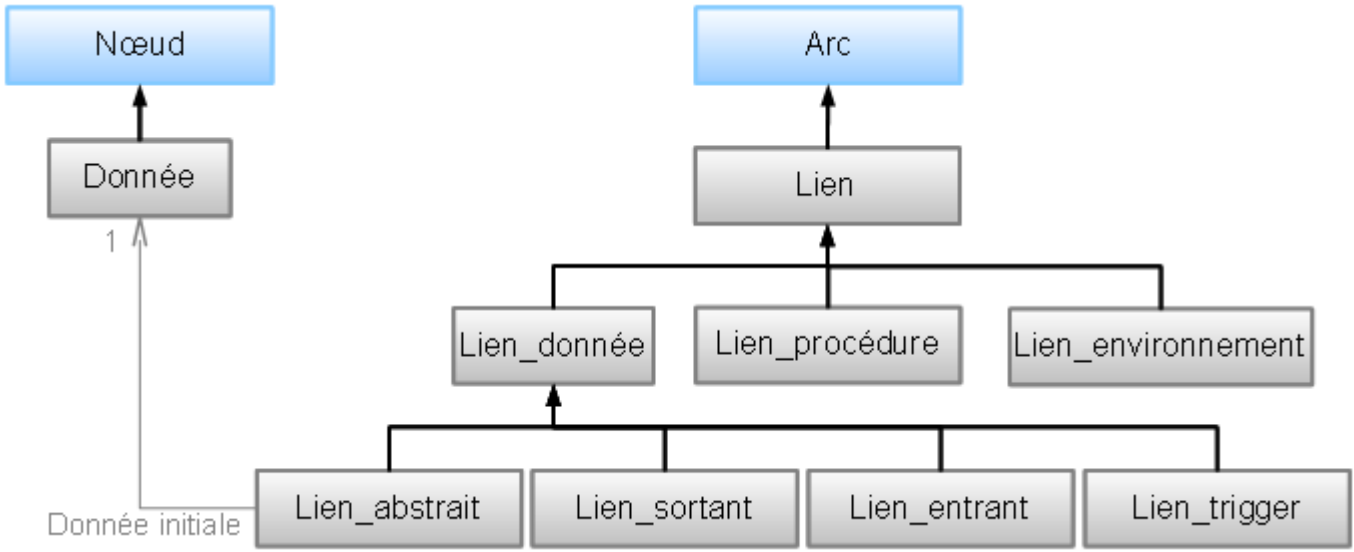 Nœud
Arc
Donnée
Lien
1
Lien_donnée
Lien_procédure
Lien_environnement
Lien_abstrait
Lien_sortant
Lien_entrant
Lien_trigger
Donnée initiale